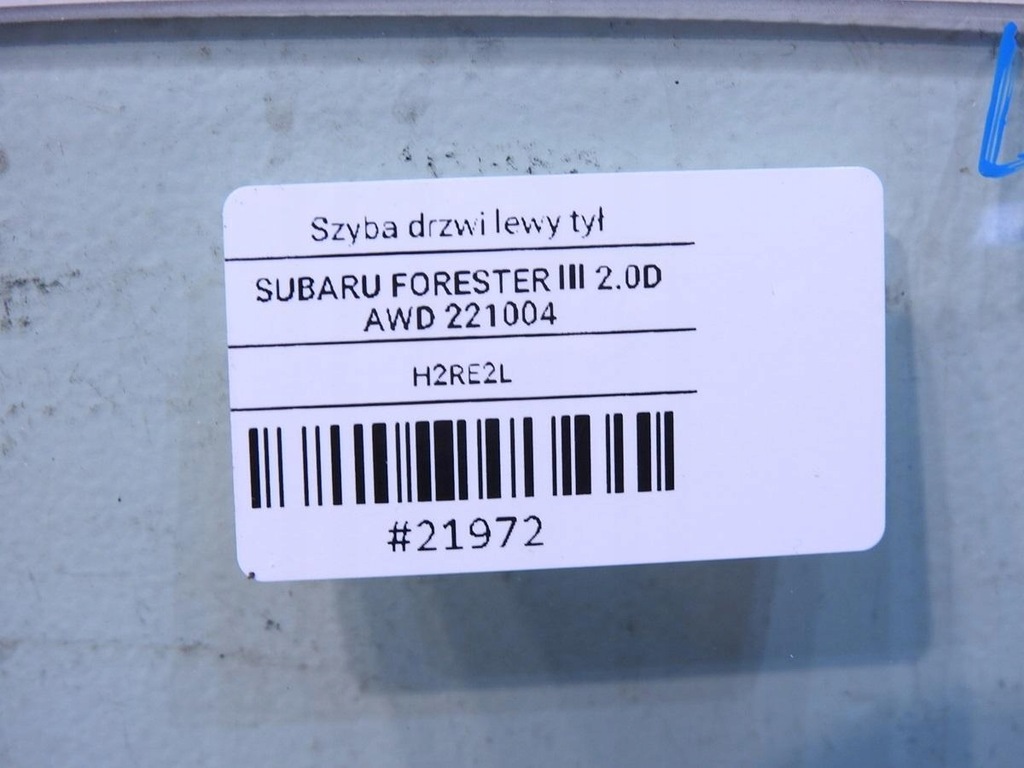 Szyba drzwi lewy tył
SUBARU FORESTER III 2.0D
AWD 221004
H2RE2L
#21972